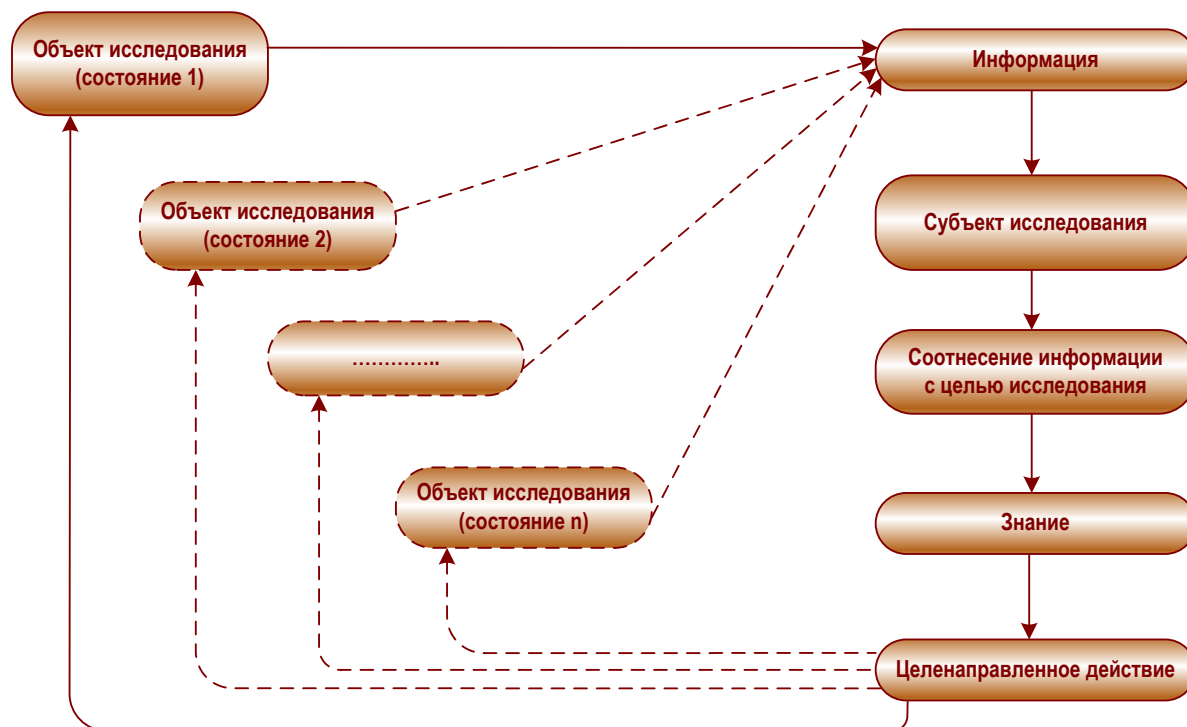 Объект исследования
(состояние 1)
Информация
Объект исследования
(состояние 2)
Субъект исследования
…………..
Соотнесение информации
с целью исследования
Объект исследования
(состояние n)
Знание
Целенаправленное действие